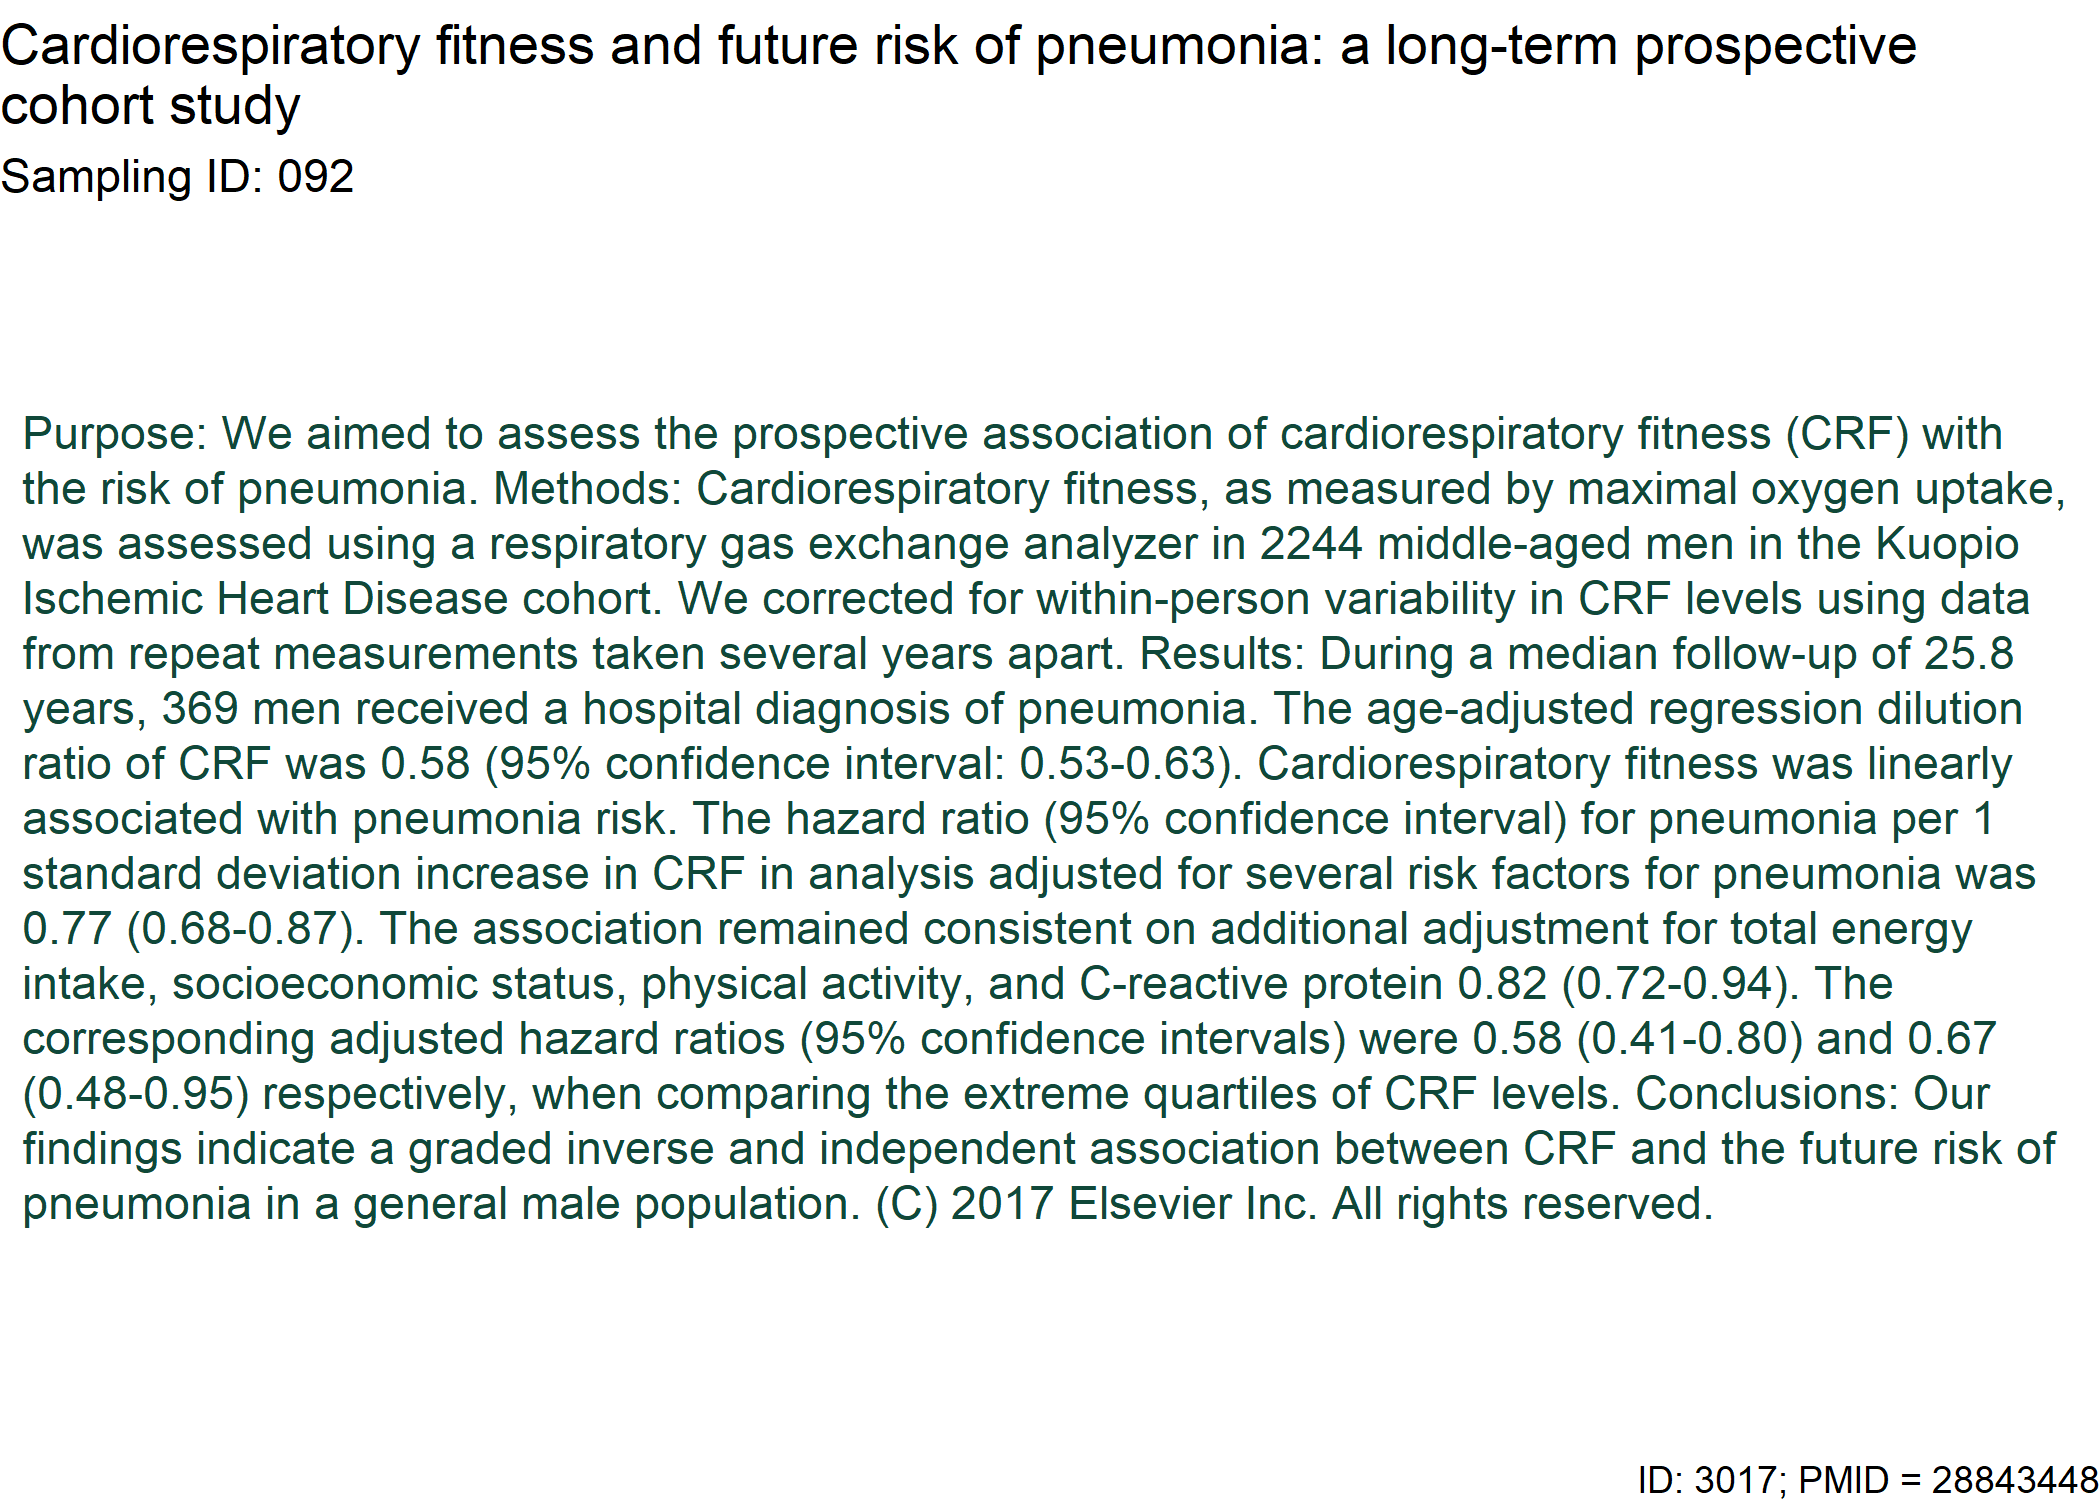 Cardiorespiratory fitness and future risk of pneumonia: a long-term prospective
cohort study
Sampling ID: 092
Purpose: We aimed to assess the prospective association of cardiorespiratory fitness (CRF) with
the risk of pneumonia. Methods: Cardiorespiratory fitness, as measured by maximal oxygen uptake,
was assessed using a respiratory gas exchange analyzer in 2244 middle-aged men in the Kuopio
Ischemic Heart Disease cohort. We corrected for within-person variability in CRF levels using data
from repeat measurements taken several years apart. Results: During a median follow-up of 25.8
years, 369 men received a hospital diagnosis of pneumonia. The age-adjusted regression dilution
ratio of CRF was 0.58 (95% confidence interval: 0.53-0.63). Cardiorespiratory fitness was linearly
associated with pneumonia risk. The hazard ratio (95% confidence interval) for pneumonia per 1
standard deviation increase in CRF in analysis adjusted for several risk factors for pneumonia was
0.77 (0.68-0.87). The association remained consistent on additional adjustment for total energy
intake, socioeconomic status, physical activity, and C-reactive protein 0.82 (0.72-0.94). The
corresponding adjusted hazard ratios (95% confidence intervals) were 0.58 (0.41-0.80) and 0.67
(0.48-0.95) respectively, when comparing the extreme quartiles of CRF levels. Conclusions: Our
findings indicate a graded inverse and independent association between CRF and the future risk of
pneumonia in a general male population. (C) 2017 Elsevier Inc. All rights reserved.
ID: 3017; PMID = 28843448